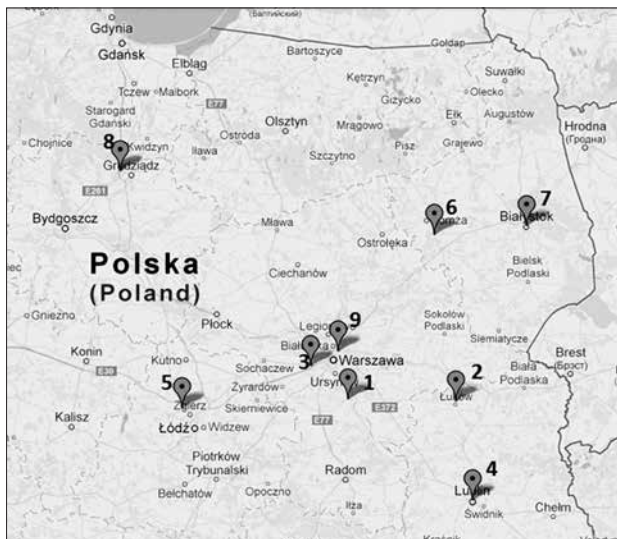 (Балтийский)
Gdynia
Gdańsk
Elbląg
Bartoszyce
Gołdap
Suwałki
Kętrzyn
Giżycko
Olecko
Tczew
Malbork
E77
Starogard
Gdański
Ostróda
Olsztyn
Mrągowo
Ełk
Augustów
Hrodna
(Гродна)
Chojnice
8
Kwidzyn
Iława
Szczytno
Pisz
Grajewo
Grudziądz
E261
Bydgoszcz
6
7
Białystok
Mława
Ostrołęka
Polska
(Poland)
Ciechanów
Bielsk
Podlaski
Gniezno
Płock
Sokołów
Podlaski
Siemiatycze
9
Konin
Kutno
Sochaczew
3
Warszawa
Brest
(Брэст)
E30
5
Żyrardów
1
2
Biała
Podlaska
Kalisz
Zgierz
Skierniewice
E372
Łuków
Łódź
Widzew
E77
Piotrków
Trybunalski
Radom
4
Bełchatów
Opoczno
Iłża
Lublin
Świdnik
Chełm